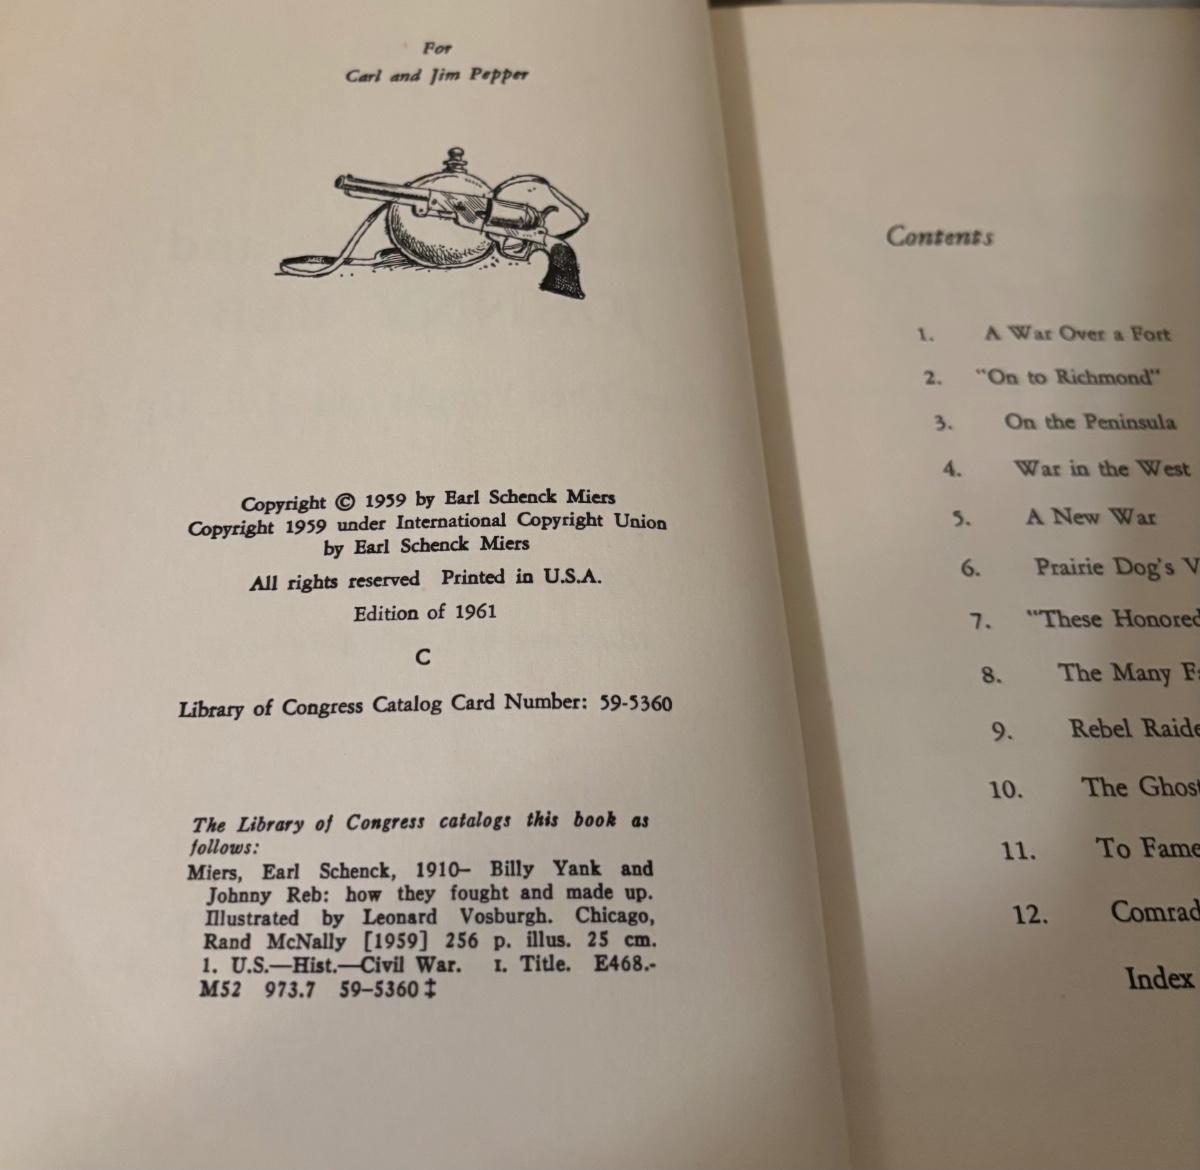 For
Carl and Jim Pepper
Copyright © 1959 by Earl Schenck Miers
Copyright 1959 under International Copyright Union
by Earl Schenck Miers
All rights reserved Printed in U.S.A.
Edition of 1961
C
Library of Congress Catalog Card Number: 59-5360
The Library of Congress catalogs this book as
follows:
Miers, Earl Schenck, 1910– Billy Yank and
Johnny Reb: how they fought and made up.
Illustrated by Leonard Vosburgh. Chicago,
Rand McNally [1959] 256 p. illus. 25 cm.
1. U.S.—Hist.—Civil War. I. Title. E468.-
M52 973.7 59–5360 ‡
Contents
1. A War Over a Fort
2. "On to Richmond"
3. On the Peninsula
4. War in the West
5. A New War
6. Prairie Dog's V
7. "These Honored
8. The Many F
9. Rebel Raide
10. The Ghost
11. To Fame
12. Comrad
Index